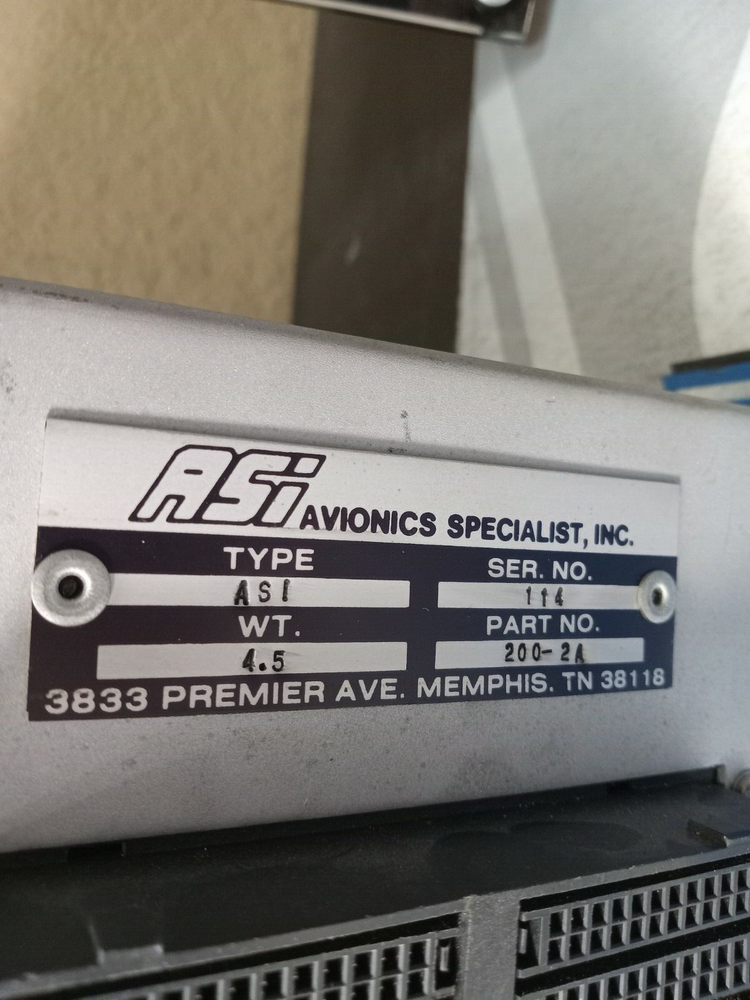 ASi AVIONICS SPECIALIST, INC.
TYPE SER. NO.
ASI 114
WT. PART NO.
4.5 200-2A
3833 PREMIER AVE. MEMPHIS. TN 38118